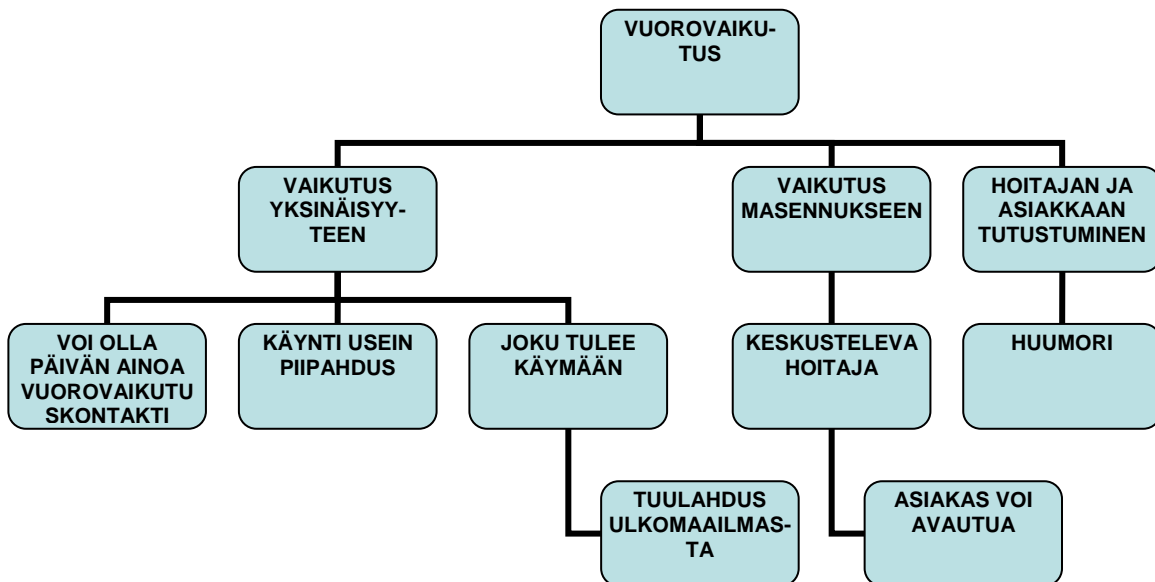 VUOROVAIKU-
TUS
VAIKUTUS
YKSINÄISYY-
TEEN
VAIKUTUS
MASENNUKSEEN
HOITAJAN JA
ASIAKKAAN
TUTUSTUMINEN
VOI OLLA
PÄIVÄN AINOA
VUOROVAIKUTU
SKONTAKTI
KÄYNTI USEIN
PIIPAHDUS
JOKU TULEE
KÄYMÄÄN
KESKUSTELEVA
HOITAJA
HUUMORI
TUULAHDUS
ULKOMAAILMAS-
TA
ASIAKAS VOI
AVAUTUA